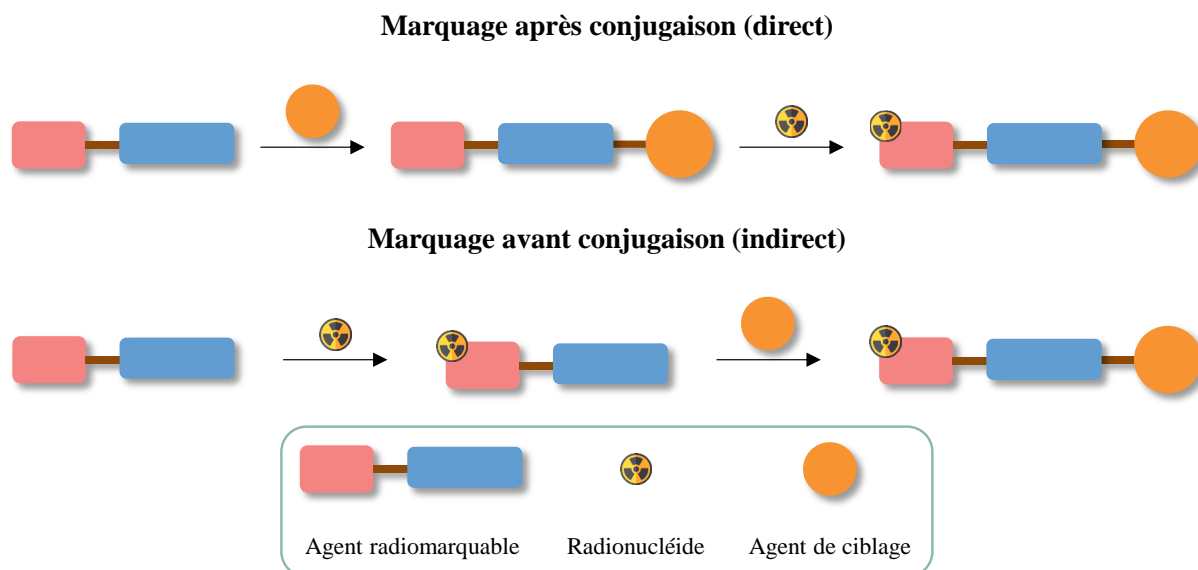 Marquage après conjugaison (direct)
Marquage avant conjugaison (indirect)
Agent radiomarquable
Radionucléide
Agent de ciblage